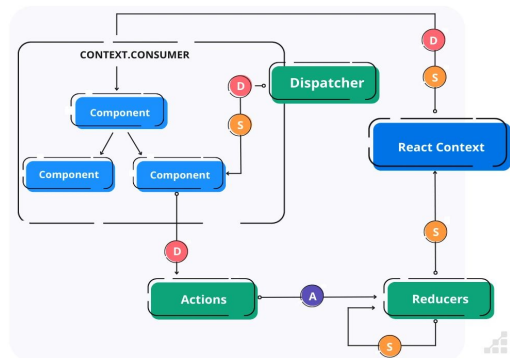 D
CONTEXT.CONSUMER
S
D
Dispatcher
Component
S
React Context
Component
Component
S
D
Actions
A
Reducers
S